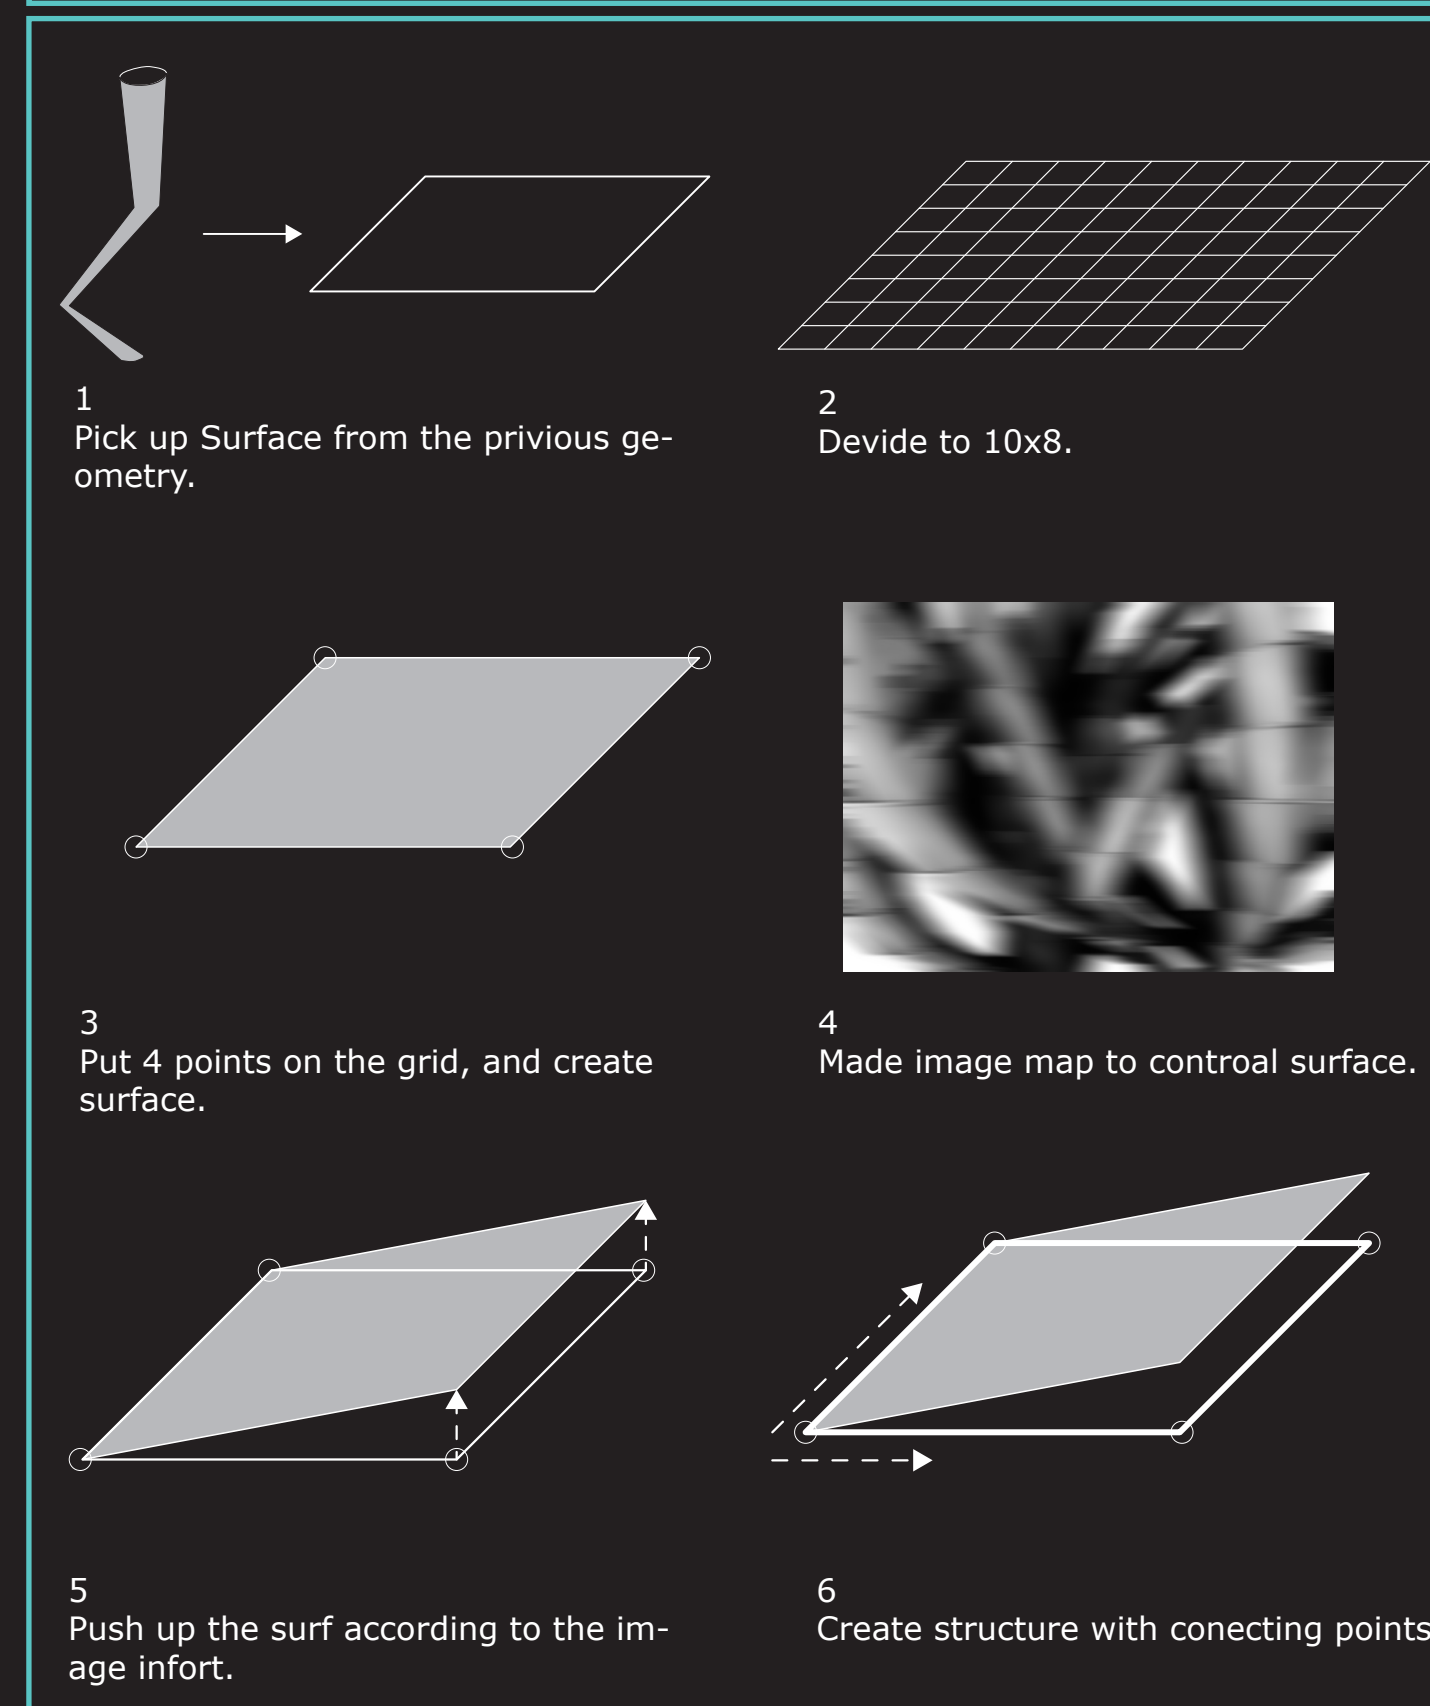 1
Pick up Surface from the privious ge-
ometry.
2
Devide to 10x8.
3
Put 4 points on the grid, and create
surface.
4
Made image map to controal surface.
5
Push up the surf according to the im-
age infort.
6
Create structure with conecting points